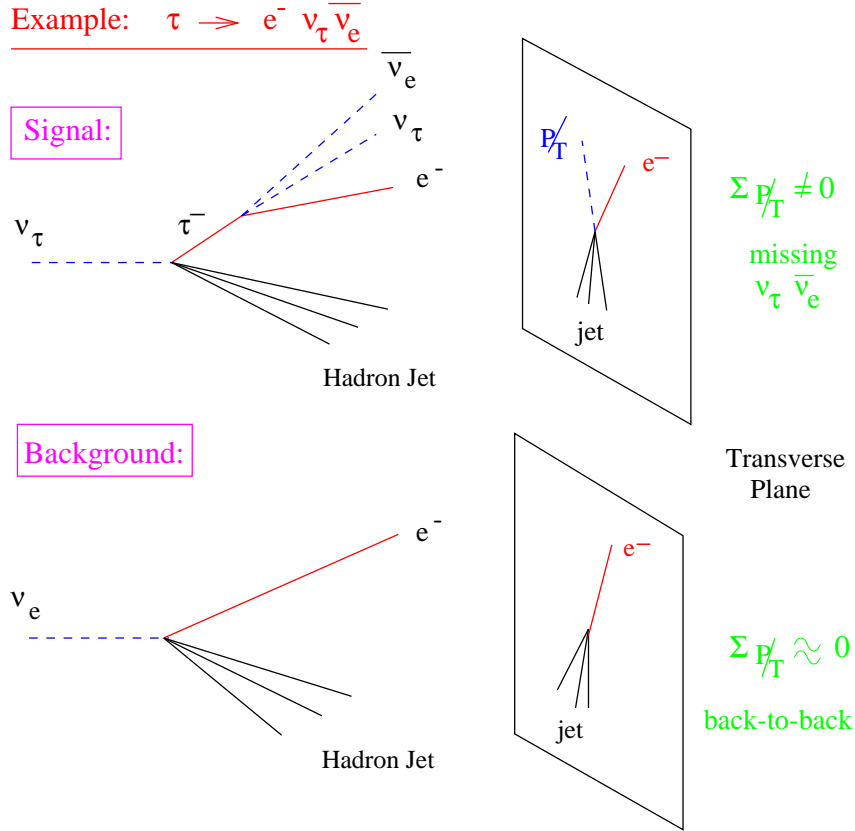 Example: τ → e⁻ ν_τ ν̅_e
ν̅_e
Signal:
ν_τ
e⁻
τ⁻
ν_τ
Hadron Jet
P̸_T
e⁻
jet
Σ P̸_T ≠ 0
missing
ν_τ ν̅_e
Background:
Transverse
Plane
e⁻
ν_e
Hadron Jet
e⁻
jet
Σ P̸_T ≈ 0
back-to-back